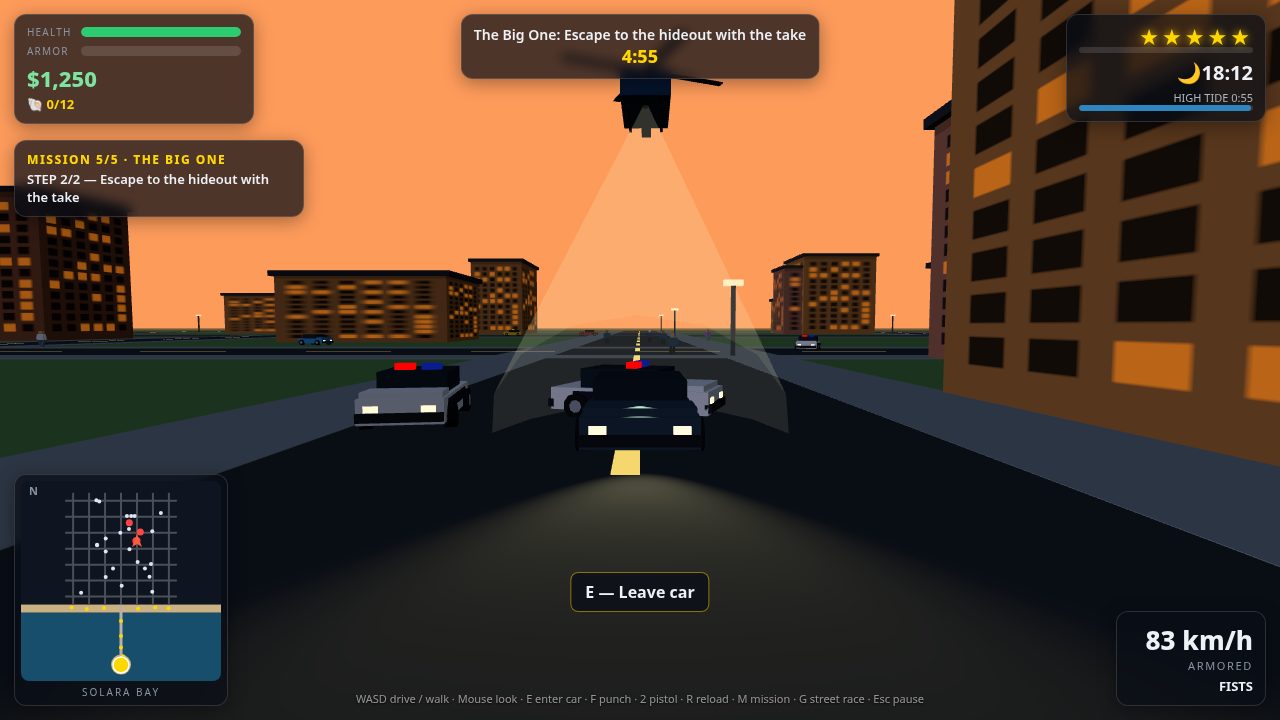 HEALTH
ARMOR
$1,250
0/12
MISSION 5/5 · THE BIG ONE
STEP 2/2 — Escape to the hideout with
the take
The Big One: Escape to the hideout with the take
4:55
★★★★★
18:12
HIGH TIDE 0:55
N
SOLARA BAY
E — Leave car
83 km/h
ARMORED
FISTS
WASD drive / walk · Mouse look · E enter car · F punch · 2 pistol · R reload · M mission · G street race · Esc pause